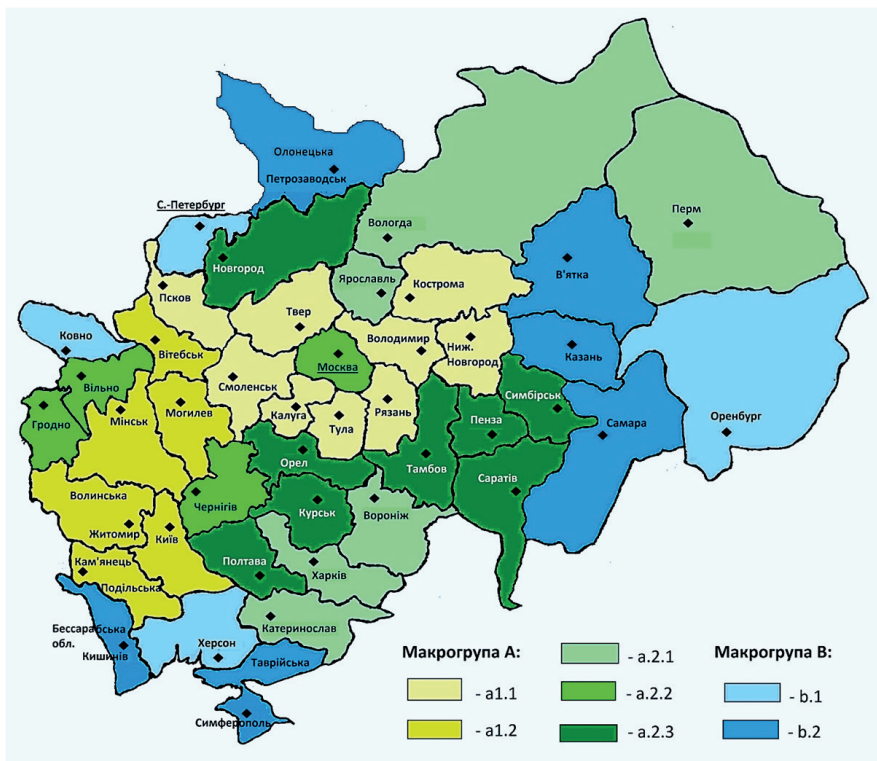 Олонецька
Петрозаводськ
С.-Петербург
Новгород
Вологда
Перм
Псков
Ярославль
Кострома
В'ятка
Твер
Ковно
Вітебськ
Володимир
Ниж.
Новгород
Казань
Москва
Вільно
Смоленськ
Гродно
Мінськ
Могилев
Калуга
Тула
Рязань
Симбірськ
Пенза
Самара
Оренбург
Орел
Тамбов
Саратів
Волинська
Житомир
Чернігів
Курськ
Вороніж
Київ
Кам'янець
Подільська
Полтава
Харків
Бессарабська
обл.
Кишинів
Херсон
Катеринослав
Таврійська
Симферополь
Макрогрупа А:
- а1.1
- а1.2
- а.2.1
- а.2.2
- а.2.3
Макрогрупа В:
- b.1
- b.2